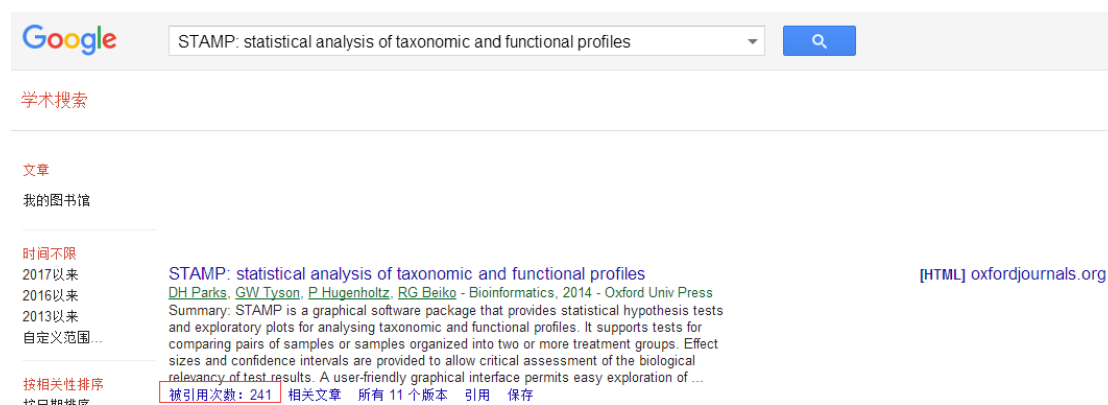 Google
STAMP: statistical analysis of taxonomic and functional profiles
学术搜索
文章
我的图书馆
时间不限
2017以来
2016以来
2013以来
自定义范围...
按相关性排序
按日期排序
STAMP: statistical analysis of taxonomic and functional profiles
[HTML] oxfordjournals.org
DH Parks, GW Tyson, P Hugenholtz, RG Beiko - Bioinformatics, 2014 - Oxford Univ Press
Summary: STAMP is a graphical software package that provides statistical hypothesis tests
and exploratory plots for analysing taxonomic and functional profiles. It supports tests for
comparing pairs of samples or samples organized into two or more treatment groups. Effect
sizes and confidence intervals are provided to allow critical assessment of the biological
relevancy of test results. A user-friendly graphical interface permits easy exploration of ...
被引用次数：241 相关文章 所有 11 个版本 引用 保存